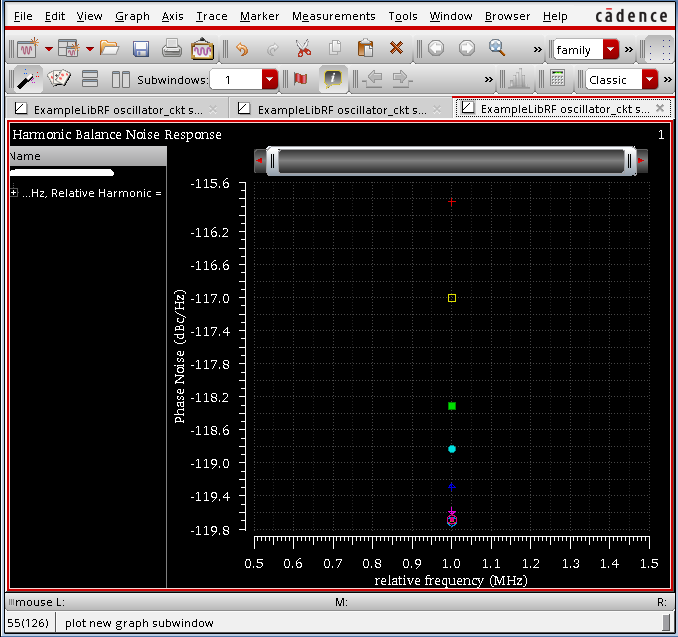 File Edit View Graph Axis Trace Marker Measurements Tools Window Browser Help cādence
» family »
Subwindows: 1 » Classic »
ExampleLibRF oscillator_ckt s... ExampleLibRF oscillator_ckt s... ExampleLibRF oscillator_ckt s...
Harmonic Balance Noise Response 1
Name
...Hz, Relative Harmonic =
-115.6
-116.2
-116.6
-117.0
-117.4
-117.8
-118.2
-118.6
-119.0
-119.4
-119.8
Phase Noise (dBc/Hz)
0.5 0.6 0.7 0.8 0.9 1.0 1.1 1.2 1.3 1.4 1.5
relative frequency (MHz)
mouse L: M: R:
55(126) plot new graph subwindow